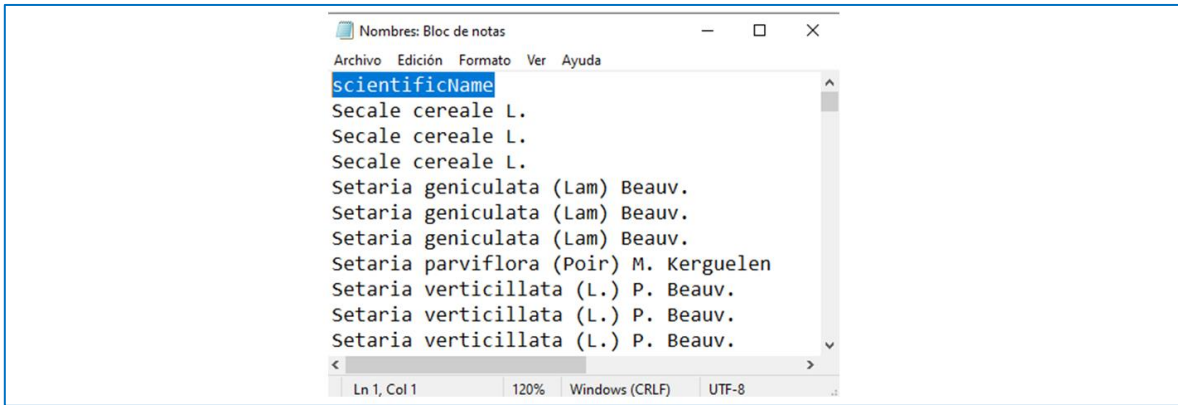 Nombres: Bloc de notas
Archivo Edición Formato Ver Ayuda
scientificName
Secale cereale L.
Secale cereale L.
Secale cereale L.
Setaria geniculata (Lam) Beauv.
Setaria geniculata (Lam) Beauv.
Setaria geniculata (Lam) Beauv.
Setaria parviflora (Poir) M. Kerguelen
Setaria verticillata (L.) P. Beauv.
Setaria verticillata (L.) P. Beauv.
Setaria verticillata (L.) P. Beauv.
Ln 1, Col 1 120% Windows (CRLF) UTF-8